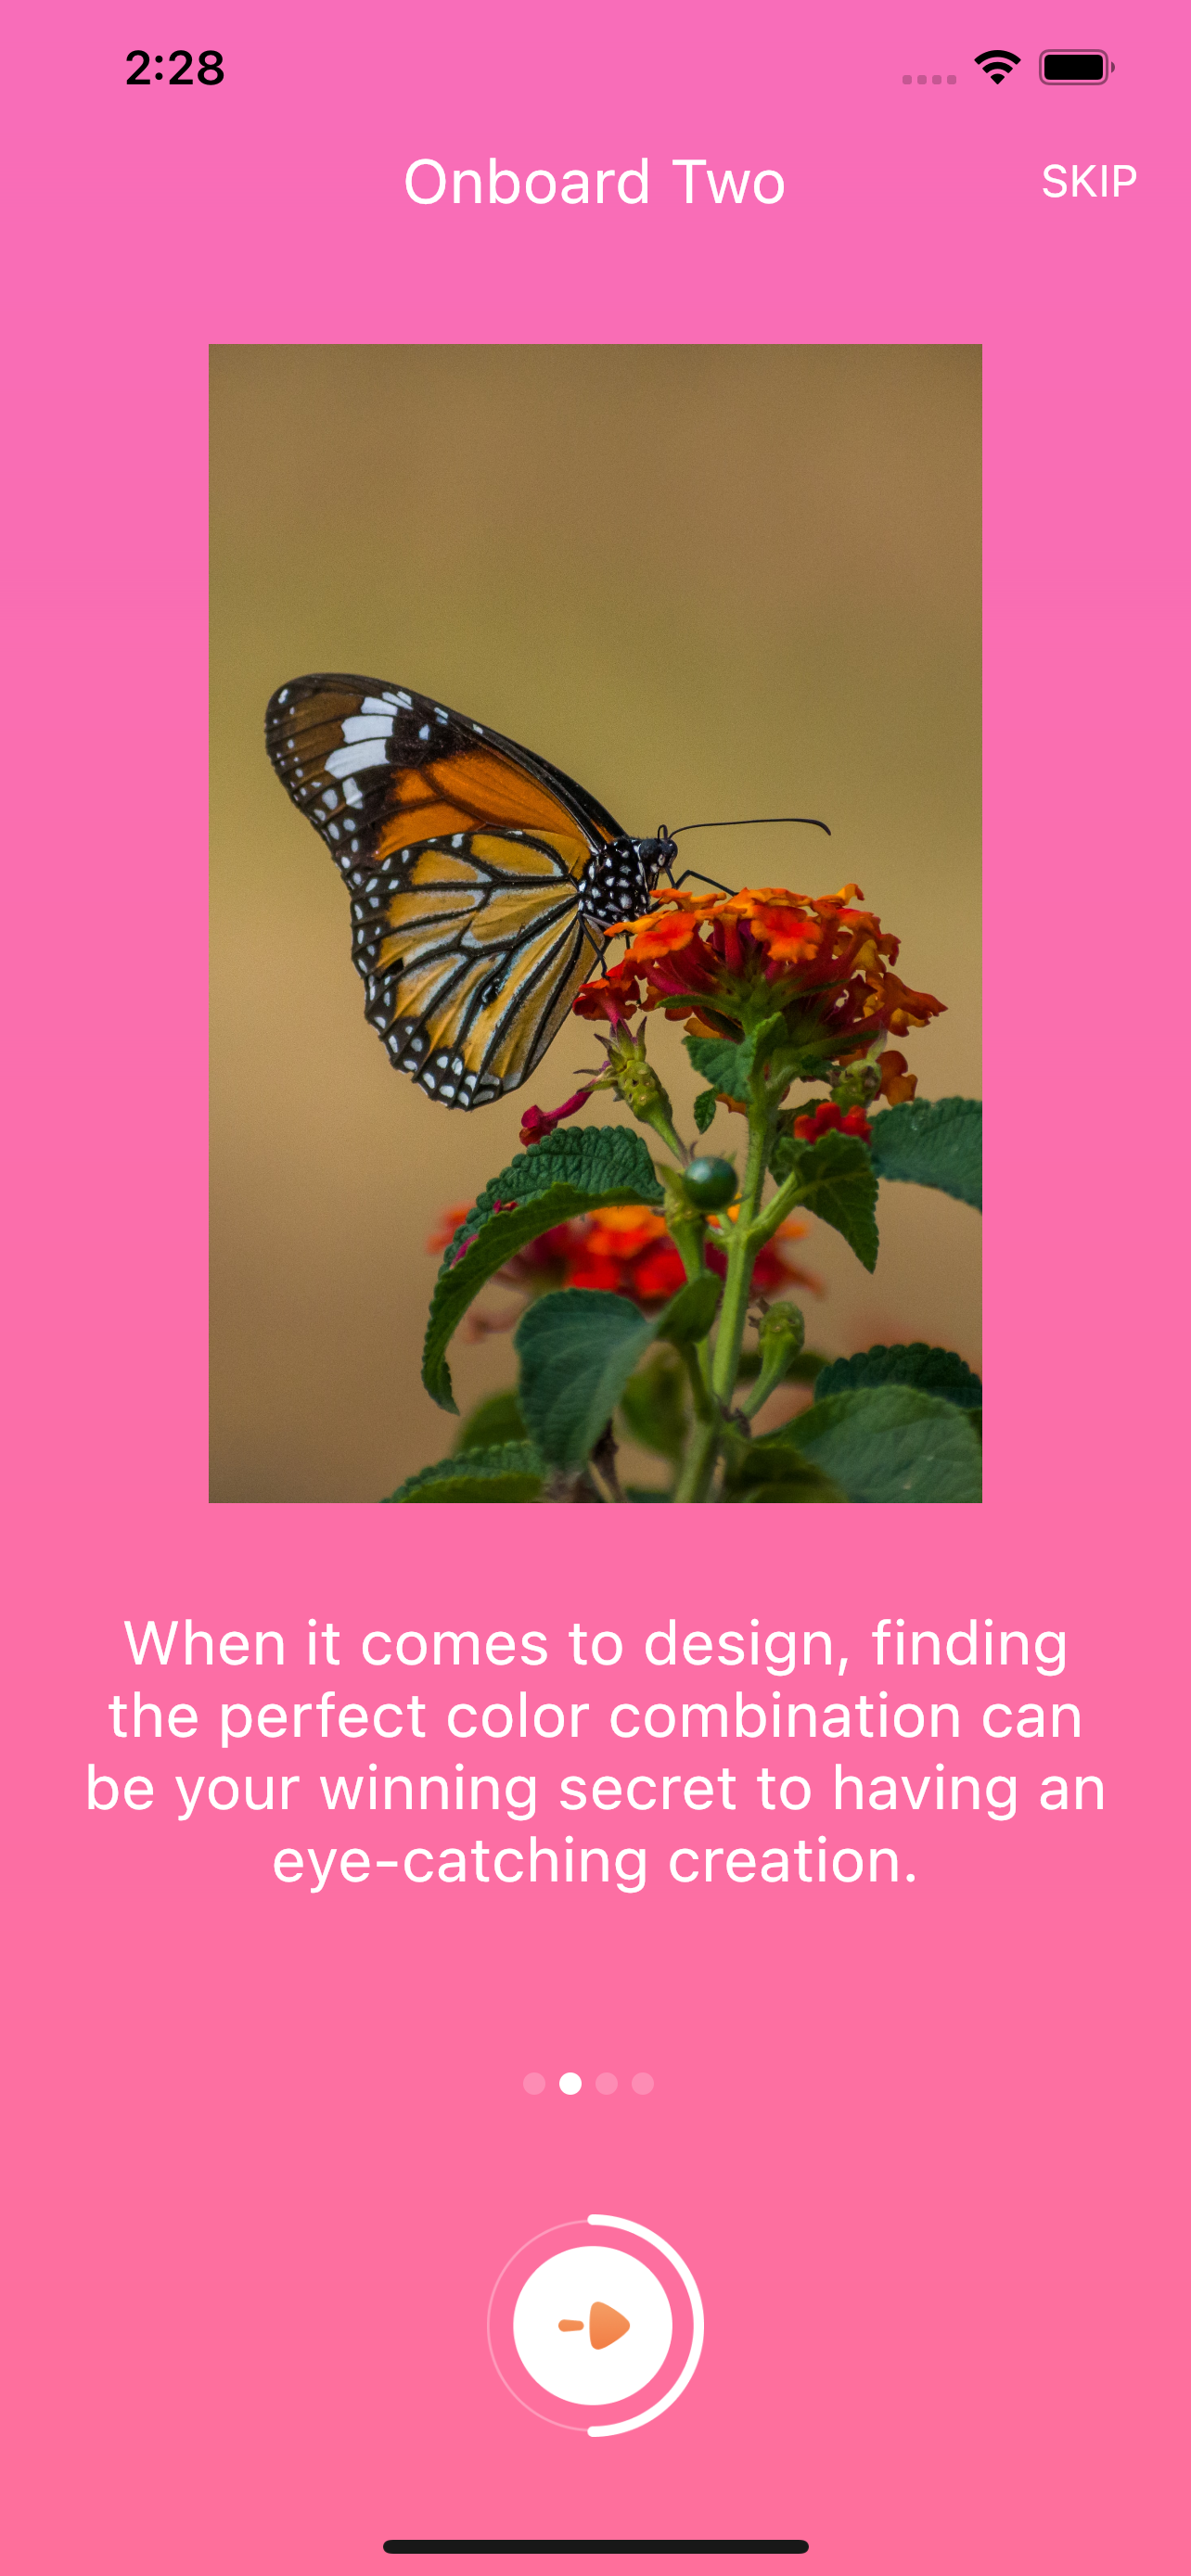 2:28
Onboard Two
SKIP
When it comes to design, finding
the perfect color combination can
be your winning secret to having an
eye-catching creation.